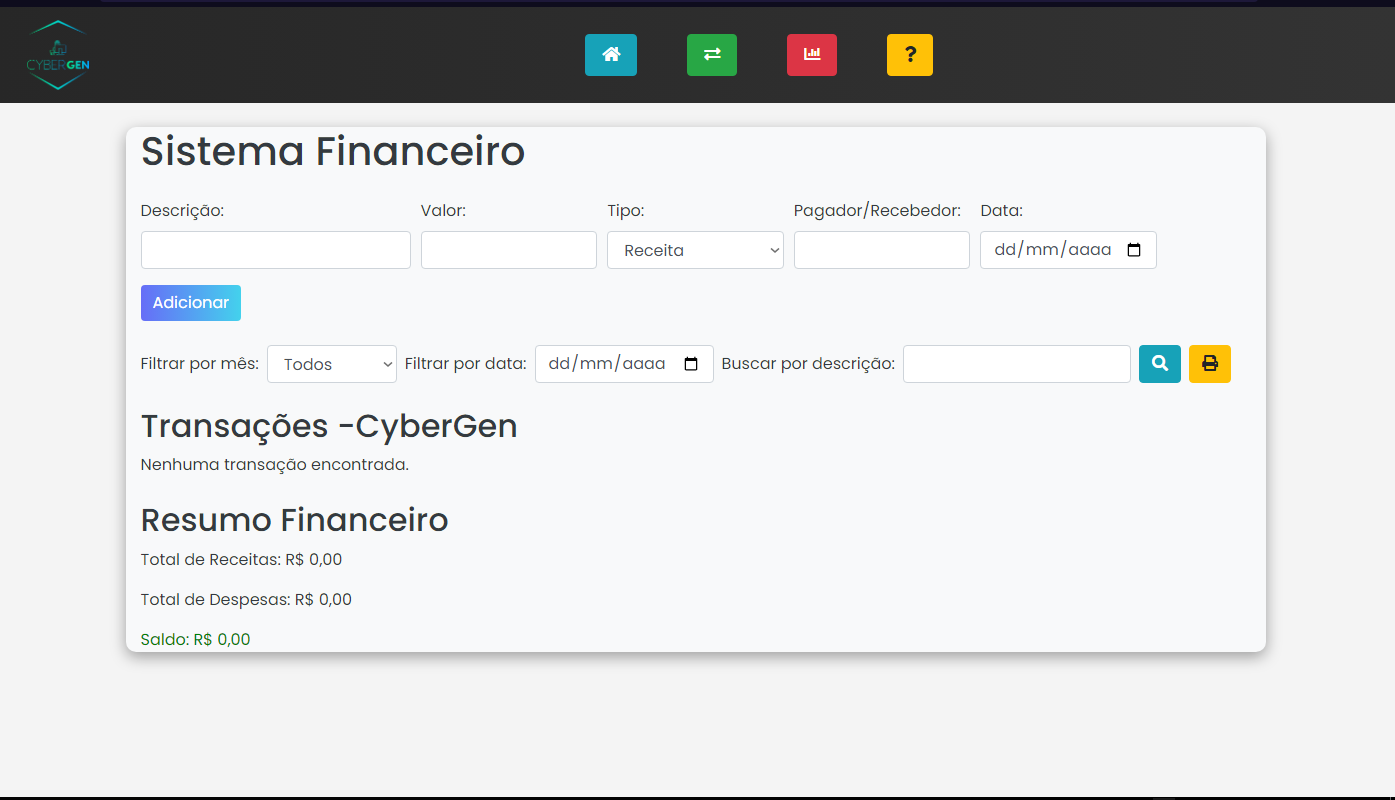 CYBERGEN
?
Sistema Financeiro
Descrição: Valor: Tipo: Pagador/Recebedor: Data:
Receita dd/mm/aaaa
Adicionar
Filtrar por mês: Todos Filtrar por data: dd/mm/aaaa Buscar por descrição:
Transações -CyberGen
Nenhuma transação encontrada.
Resumo Financeiro
Total de Receitas: R$ 0,00
Total de Despesas: R$ 0,00
Saldo: R$ 0,00